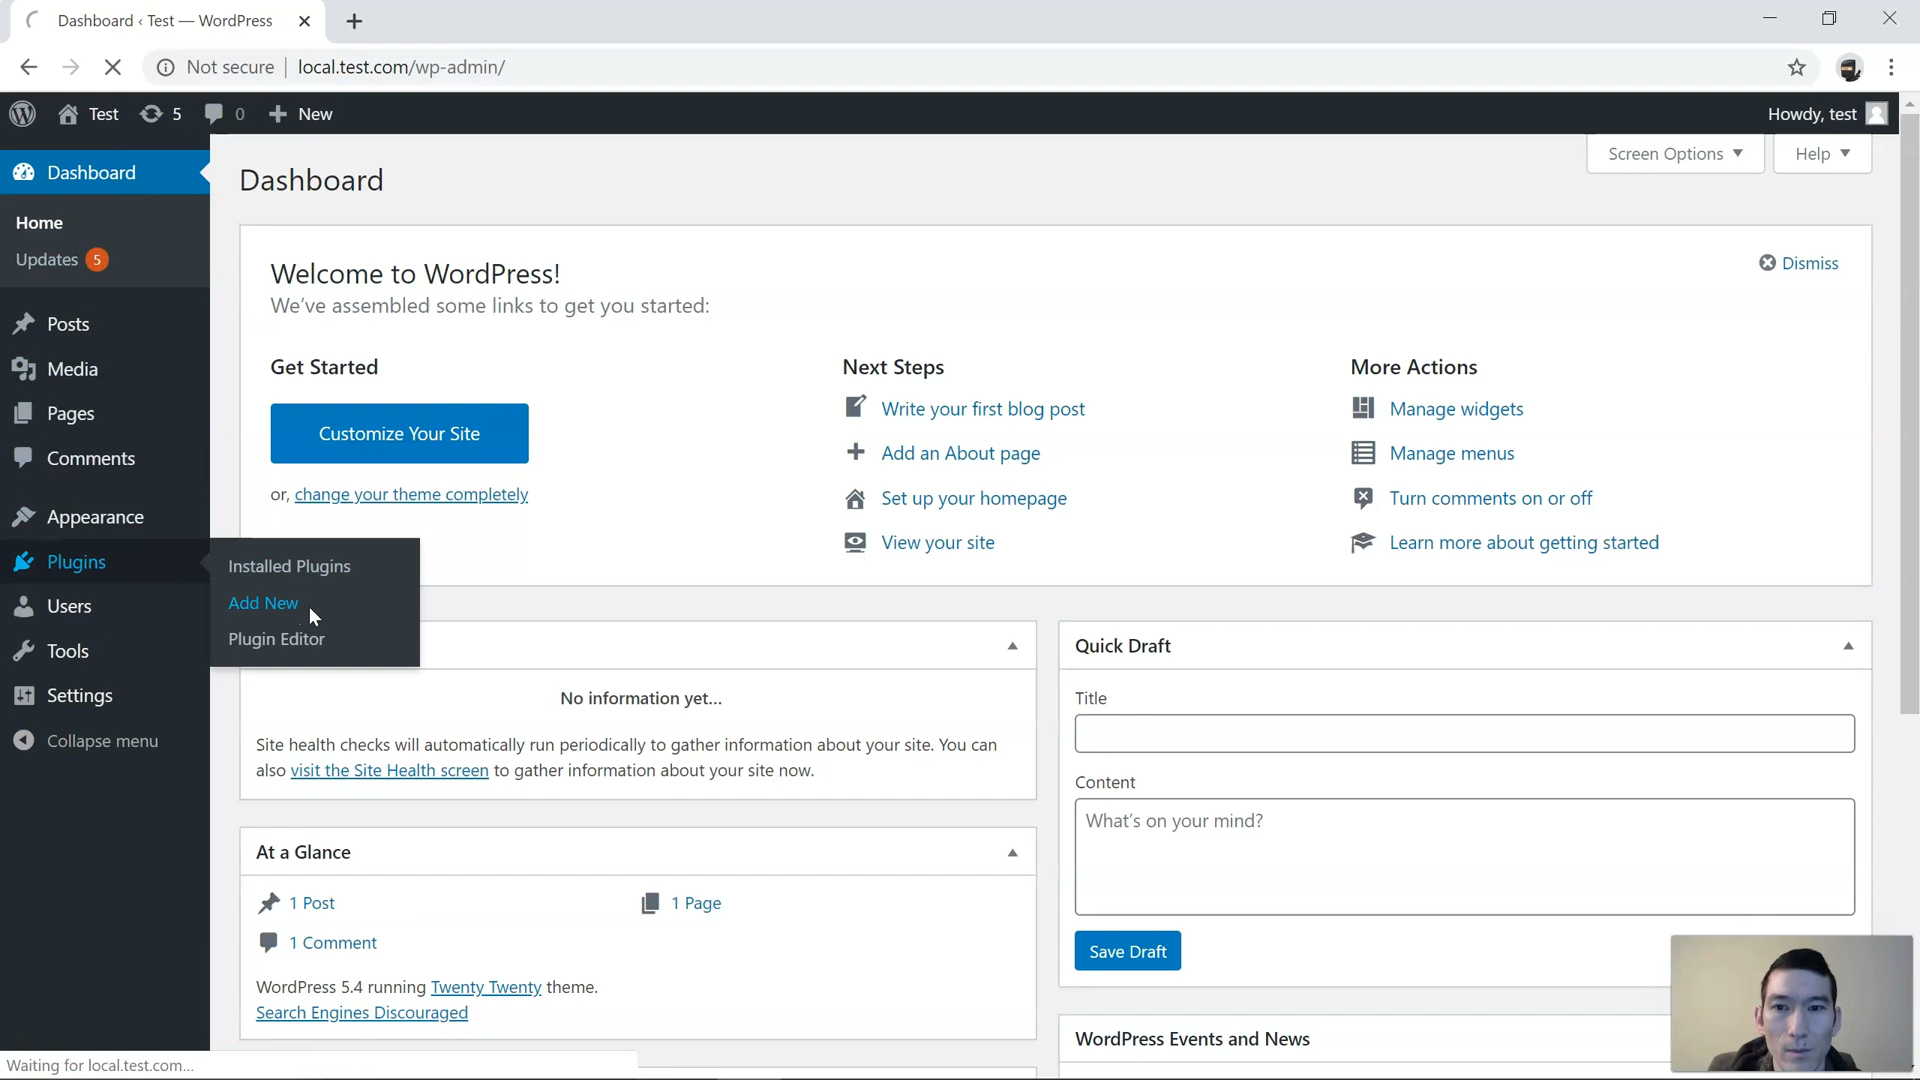 Dashboard ‹ Test — WordPress
Not secure
local.test.com/wp-admin/
Test
5
0
New
Howdy, test
Dashboard
Home
Updates 5
Posts
Media
Pages
Comments
Appearance
Plugins
Users
Tools
Settings
Collapse menu
Installed Plugins
Add New
Plugin Editor
Screen Options
Help
Dashboard
Welcome to WordPress!
We've assembled some links to get you started:
Dismiss
Get Started
Customize Your Site
or, change your theme completely
Next Steps
Write your first blog post
Add an About page
Set up your homepage
View your site
More Actions
Manage widgets
Manage menus
Turn comments on or off
Learn more about getting started
No information yet...
Site health checks will automatically run periodically to gather information about your site. You can
also visit the Site Health screen to gather information about your site now.
At a Glance
1 Post
1 Page
1 Comment
WordPress 5.4 running Twenty Twenty theme.
Search Engines Discouraged
Quick Draft
Title
Content
What's on your mind?
Save Draft
WordPress Events and News
Waiting for local.test.com...